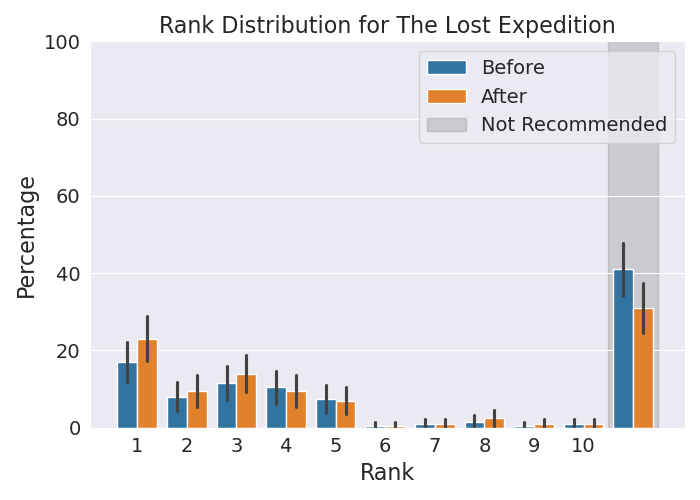 Rank Distribution for The Lost Expedition
100
80
60
40
20
0
Percentage
Before
After
Not Recommended
1 2 3 4 5 6 7 8 9 10
Rank